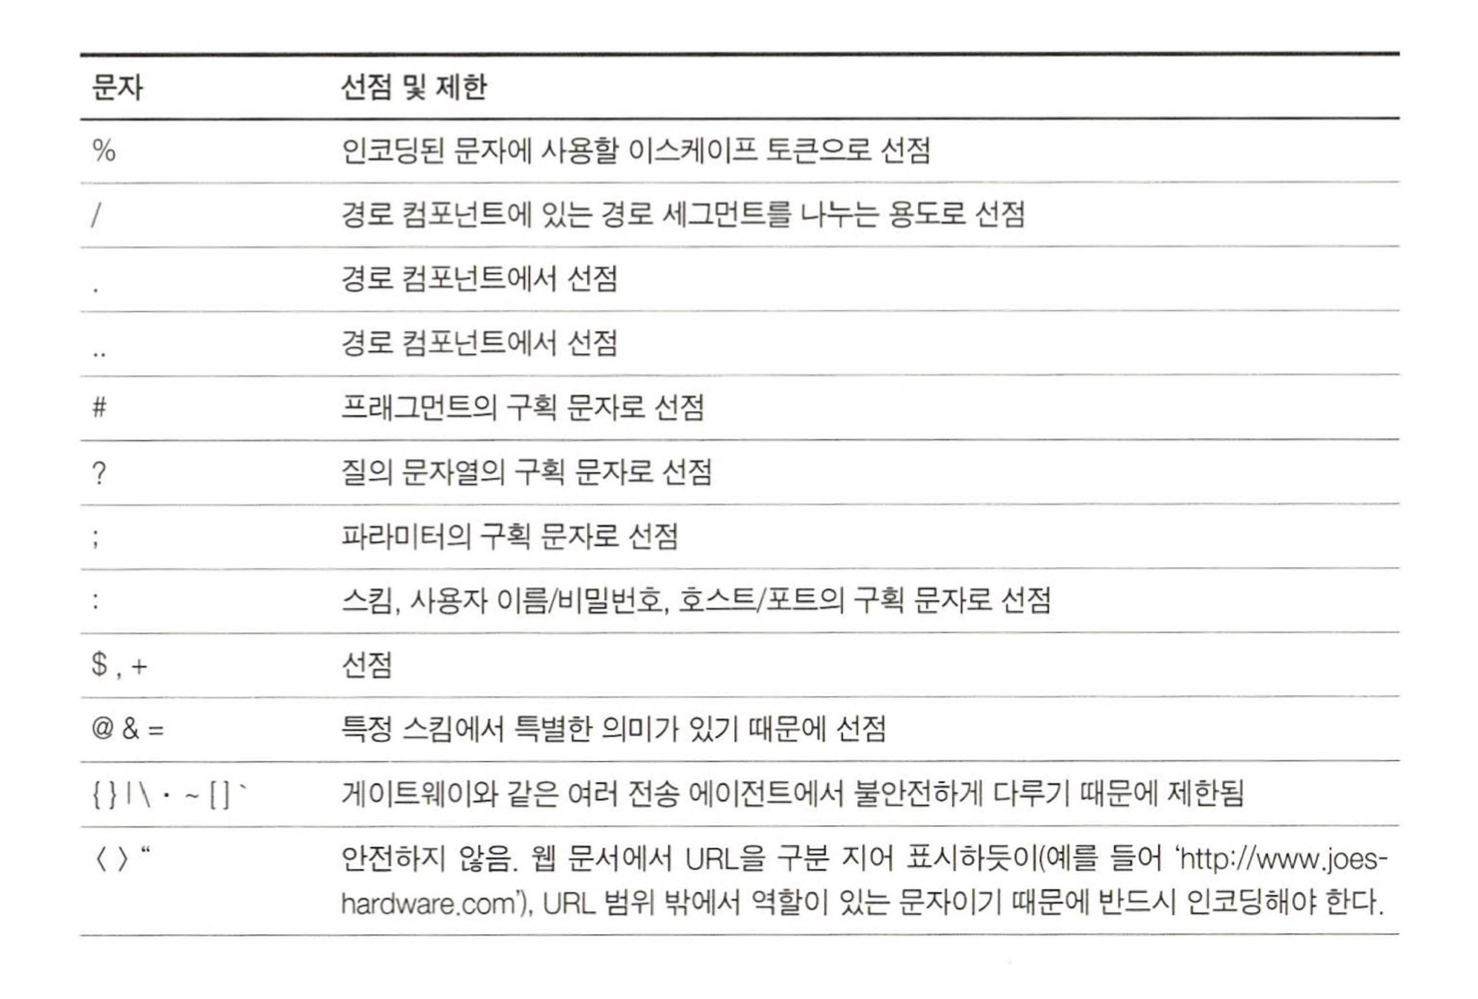 문자 선점 및 제한
% 인코딩된 문자에 사용할 이스케이프 토큰으로 선점
/ 경로 컴포넌트에 있는 경로 세그먼트를 나누는 용도로 선점
. 경로 컴포넌트에서 선점
.. 경로 컴포넌트에서 선점
# 프래그먼트의 구획 문자로 선점
? 질의 문자열의 구획 문자로 선점
; 파라미터의 구획 문자로 선점
: 스킴, 사용자 이름/비밀번호, 호스트/포트의 구획 문자로 선점
$ , + 선점
@ & = 특정 스킴에서 특별한 의미가 있기 때문에 선점
{ } | \ · ~ [ ] ` 게이트웨이와 같은 여러 전송 에이전트에서 불안전하게 다루기 때문에 제한됨
〈 〉 “ 안전하지 않음. 웹 문서에서 URL을 구분 지어 표시하듯이(예를 들어 ‘http://www.joes-
hardware.com’), URL 범위 밖에서 역할이 있는 문자이기 때문에 반드시 인코딩해야 한다.